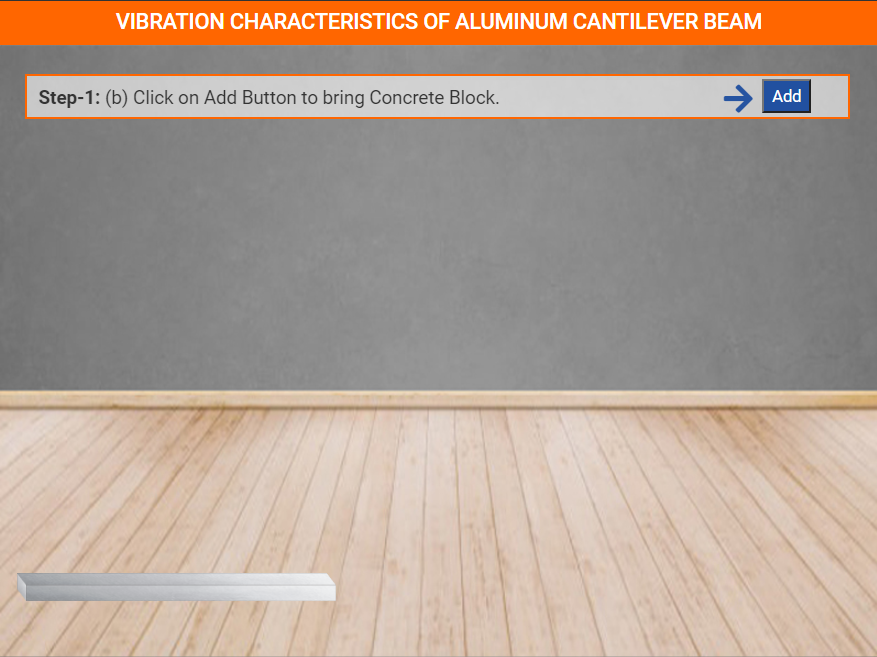 VIBRATION CHARACTERISTICS OF ALUMINUM CANTILEVER BEAM
Step-1: (b) Click on Add Button to bring Concrete Block.
Add